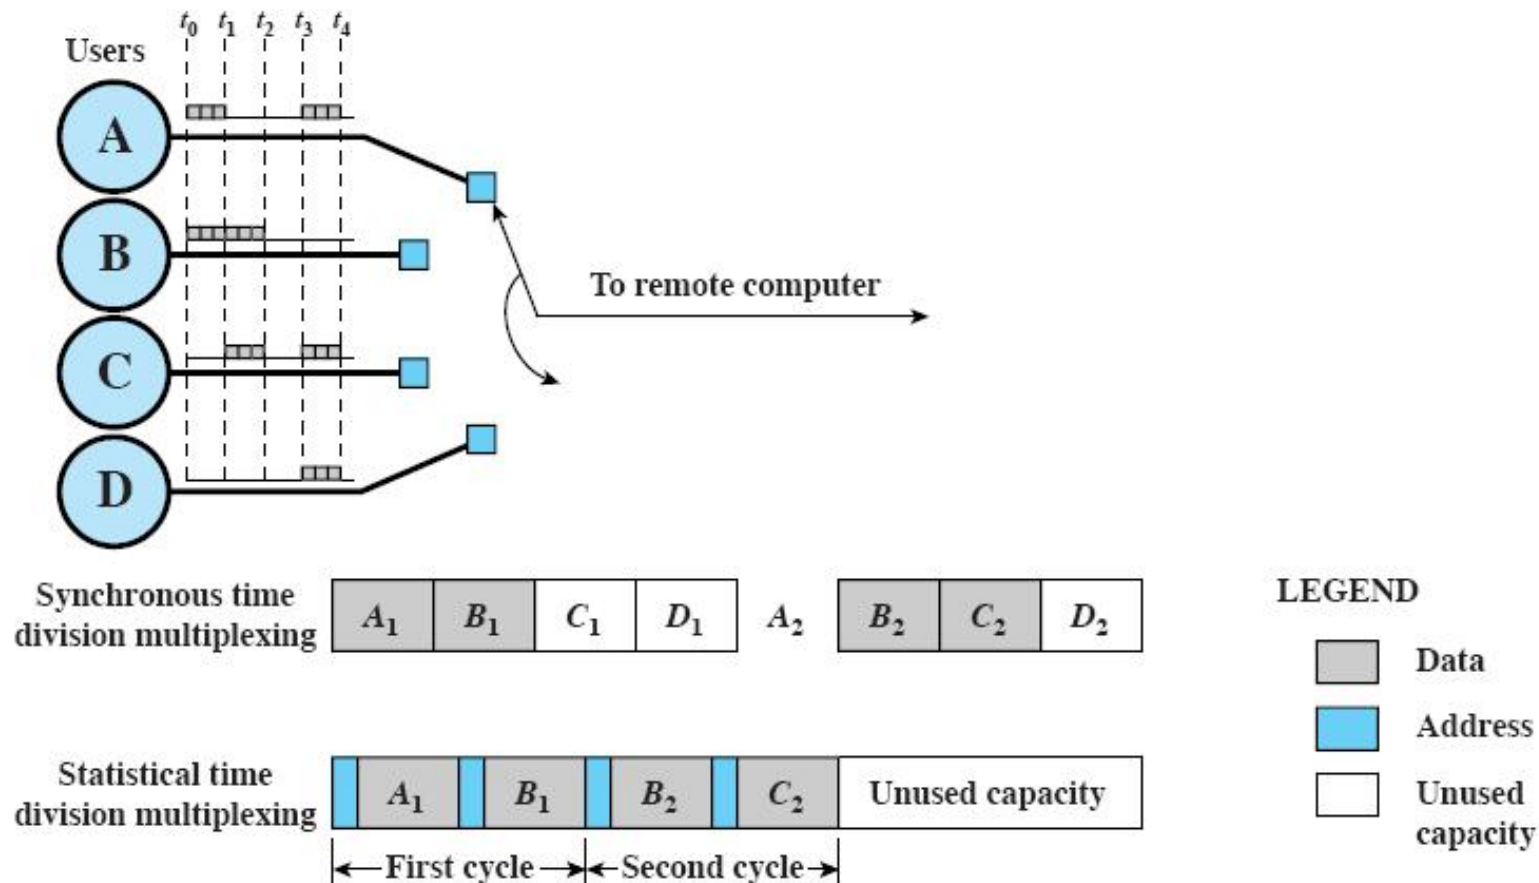 t0 t1 t2 t3 t4
Users
A
B
C
D
To remote computer
Synchronous time
division multiplexing
A1 B1 C1 D1 A2 B2 C2 D2
LEGEND
Data
Address
Unused
capacity
Statistical time
division multiplexing
A1 B1 B2 C2 Unused capacity
First cycle Second cycle